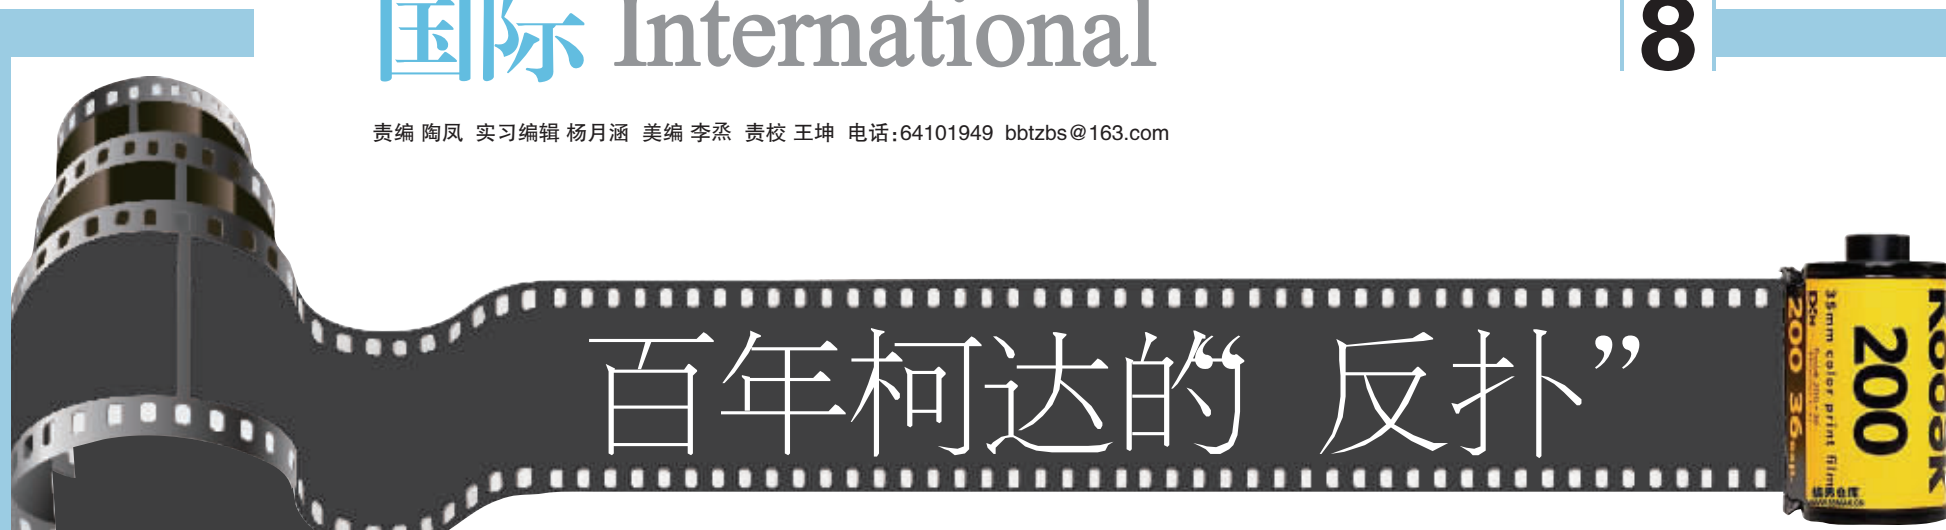 国际 International
8
责编 陶凤 实习编辑 杨月涵 美编 李烝 责校 王坤 电话:64101949 bbtzbs@163.com
百年柯达的“反扑”
200 36
35mm color print film
200
Kodak